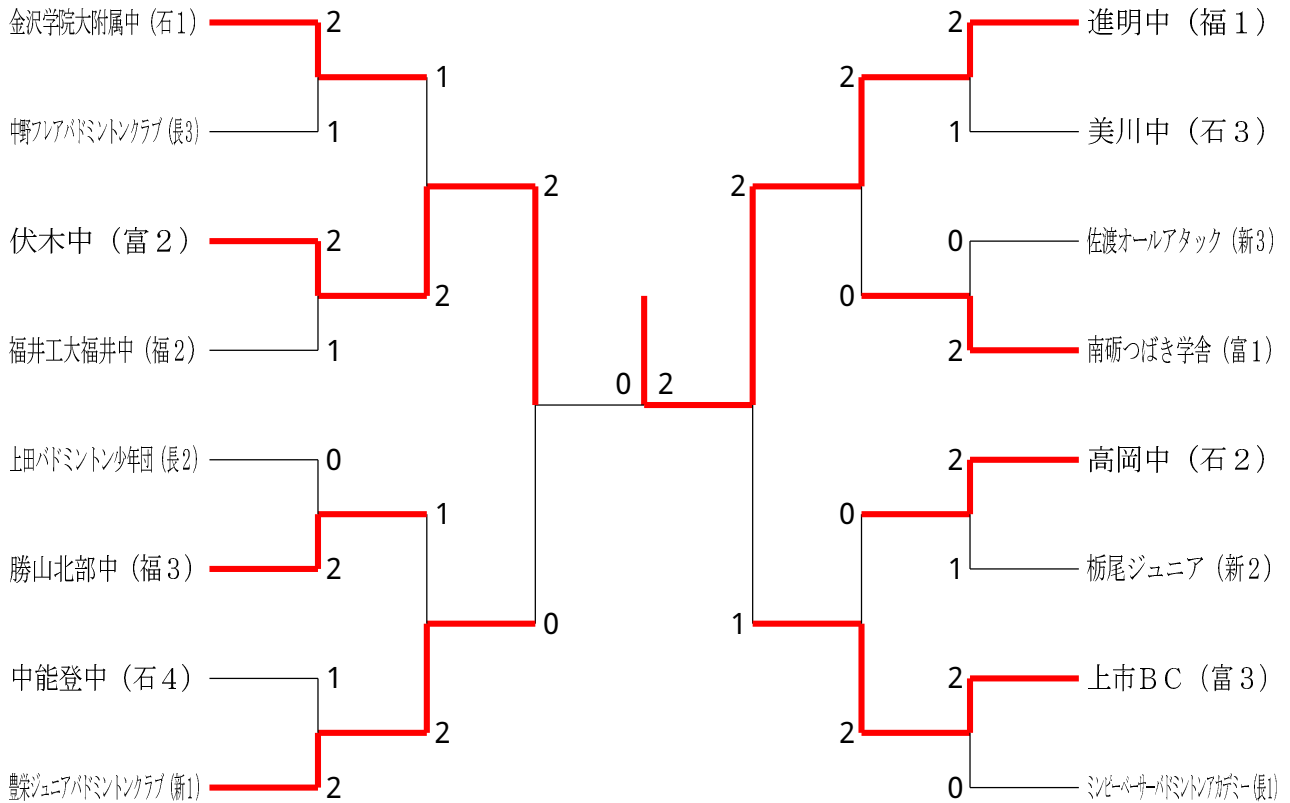 金沢学院大附属中（石１） 2 2 進明中（福１）
1 2
中野フレアバドミントンクラブ（長３） 1 1 美川中（石３）
2 2
伏木中（富２） 2 0 佐渡オールアタック（新３）
2 0
福井工大福井中（福２） 1 2 南砺つばき学舎（富１）
0 2
上田バドミントン少年団（長２） 0 2 高岡中（石２）
1 0
勝山北部中（福３） 2 1 栃尾ジュニア（新２）
0 1
中能登中（石４） 1 2 上市ＢＣ（富３）
2 2
豊栄ジュニアバドミントンクラブ（新１） 2 0 ミンビーベーサーバドミントンアカデミー（長１）